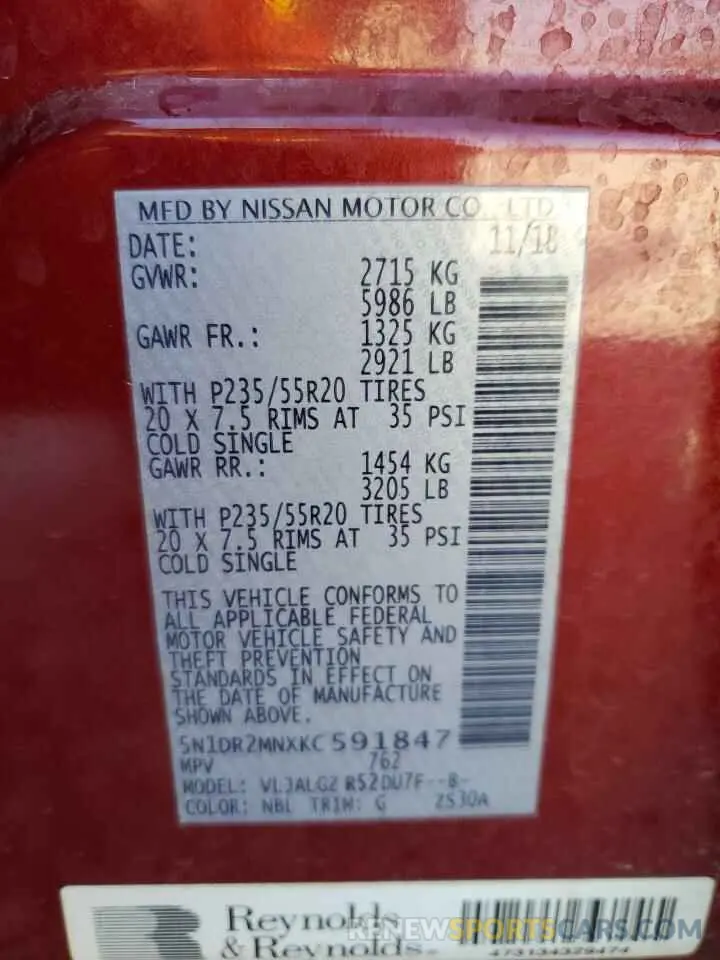 MFD BY NISSAN MOTOR CO., LTD
DATE: 11/18
GVWR: 2715 KG
5986 LB
GAWR FR.: 1325 KG
2921 LB
WITH P235/55R20 TIRES
20 X 7.5 RIMS AT 35 PSI
COLD SINGLE
GAWR RR.: 1454 KG
3205 LB
WITH P235/55R20 TIRES
20 X 7.5 RIMS AT 35 PSI
COLD SINGLE
THIS VEHICLE CONFORMS TO
ALL APPLICABLE FEDERAL
MOTOR VEHICLE SAFETY AND
THEFT PREVENTION
STANDARDS IN EFFECT ON
THE DATE OF MANUFACTURE
SHOWN ABOVE.
5N1DR2MNXKC591847
MPV 762
MODEL: R52DU7F--B-
COLOR: NBL TRIM: G
Reynolds
& Reynolds
RENEWSPORTSCARS.COM